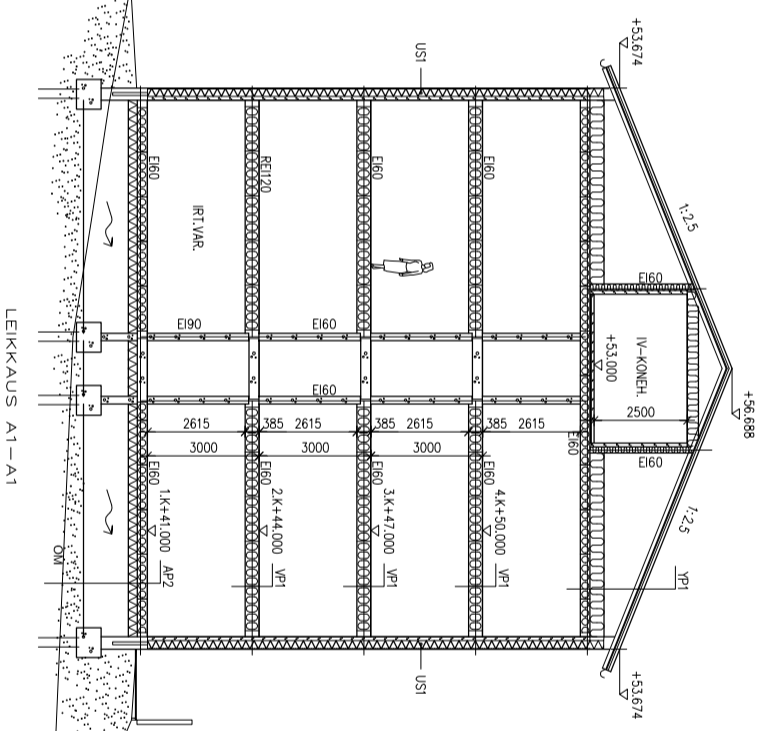 +56.688
+53.674
+53.674
1:2.5
1:2.5
EI60
IV-KONEH.
+53.000
2500
EI60
YP1
US1
US1
EI60
385 2615
EI60
EI60
4.K+50.000
VP1
EI60
385 2615
3000
EI60
3.K+47.000
VP1
REI120
EI60
EI60
385 2615
3000
EI60
2.K+44.000
VP1
IRT.VAR.
EI90
2615
3000
EI60
EI60
1.K+41.000
AP2
OM
LEIKKAUS A1-A1